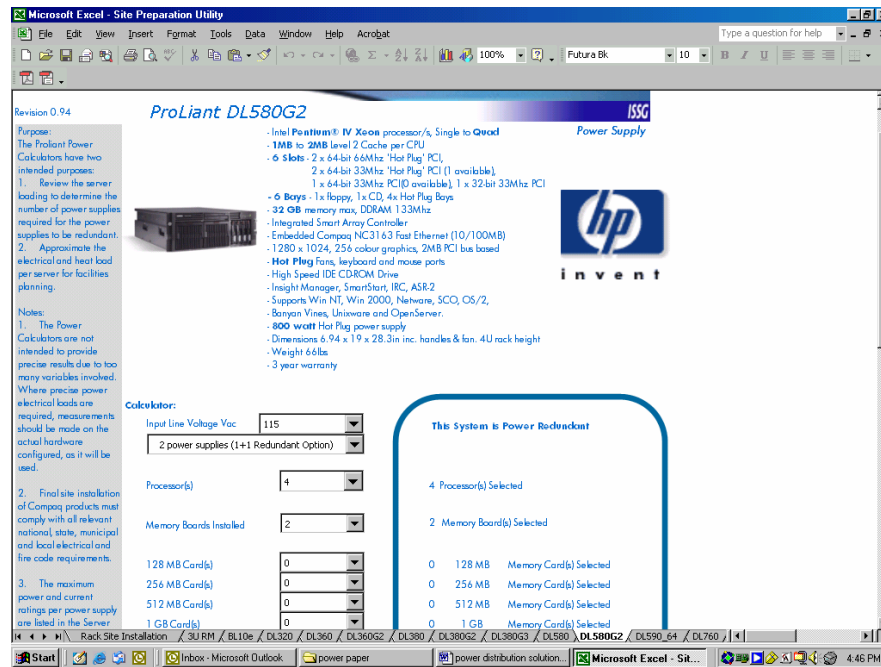 Microsoft Excel - Site Preparation Utility
File Edit View Insert Format Tools Data Window Help Acrobat
Type a question for help
100%
Futura Bk
10
B I U
Revision 0.94
ProLiant DL580G2
ISSG
Power Supply
Purpose:
The Proliant Power
Calculators have two
intended purposes:
1. Review the server
loading to determine the
number of power supplies
required for the power
supplies to be redundant.
2. Approximate the
electrical and heat load
per server for facilities
planning.
Notes:
1. The Power
Calculators are not
intended to provide
precise results due to too
many variables involved.
Where precise power
electrical loads are
required, measurements
should be made on the
actual hardware
configured, as it will be
used.
2. Final site installation
of Compaq products must
comply with all relevant
national, state, municipal
and local electrical and
fire code requirements.
3. The maximum
power and current
ratings per power supply
are listed in the Server
- Intel Pentium® IV Xeon processor/s, Single to Quad
- 1MB to 2MB Level 2 Cache per CPU
- 6 Slots - 2 x 64-bit 66Mhz 'Hot Plug' PCI,
2 x 64-bit 33Mhz 'Hot Plug' PCI (1 available),
1 x 64-bit 33Mhz PCI(0 available), 1 x 32-bit 33Mhz PCI
- 6 Bays - 1x floppy, 1x CD, 4x Hot Plug Bays
- 32 GB memory max, DDRAM 133Mhz
- Integrated Smart Array Controller
- Embedded Compaq NC3163 Fast Ethernet (10/100MB)
- 1280 x 1024, 256 colour graphics, 2MB PCI bus based
- Hot Plug Fans, keyboard and mouse ports
- High Speed IDE CD-ROM Drive
- Insight Manager, SmartStart, IRC, ASR-2
- Supports Win NT, Win 2000, Netware, SCO, OS/2,
- Banyan Vines, Unixware and OpenServer.
- 800 watt Hot Plug power supply
- Dimensions 6.94 x 19 x 28.3in inc. handles & fan. 4U rack height
- Weight 66lbs
- 3 year warranty
hp
invent
Calculator:
Input Line Voltage Vac 115
2 power supplies (1+1 Redundant Option)
Processor(s) 4
Memory Boards Installed 2
128 MB Card(s) 0
256 MB Card(s) 0
512 MB Card(s) 0
1 GB Card(s) 0
This System is Power Redundant
4 Processor(s) Selected
2 Memory Board(s) Selected
0 128 MB Memory Card(s) Selected
0 256 MB Memory Card(s) Selected
0 512 MB Memory Card(s) Selected
0 1 GB Memory Card(s) Selected
Rack Site Installation / 3U RM / BL10e / DL320 / DL360 / DL360G2 / DL380 / DL380G2 / DL380G3 / DL580 \ DL580G2 / DL590_64 / DL760 /
Start
Inbox - Microsoft Outlook
power paper
power distribution solution...
Microsoft Excel - Sit...
4:46 PM